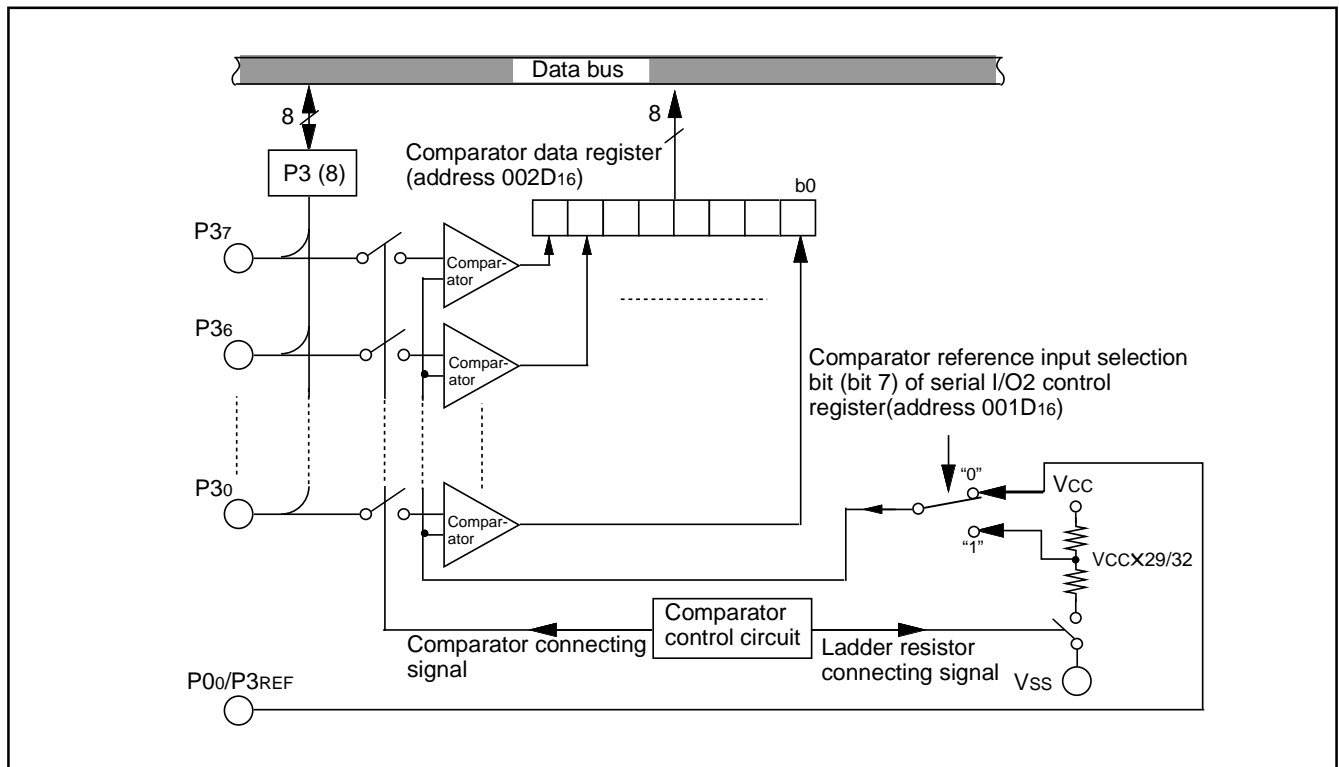 Data bus
8
8
P3 (8)
Comparator data register
(address 002D16)
b0
P37
Compar-
ator
P36
Compar-
ator
Comparator reference input selection
bit (bit 7) of serial I/O2 control
register(address 001D16)
P30
Compar-
ator
“0”
VCC
“1”
VCC×29/32
Comparator
control circuit
Comparator connecting
signal
Ladder resistor
connecting signal
VSS
P00/P3REF